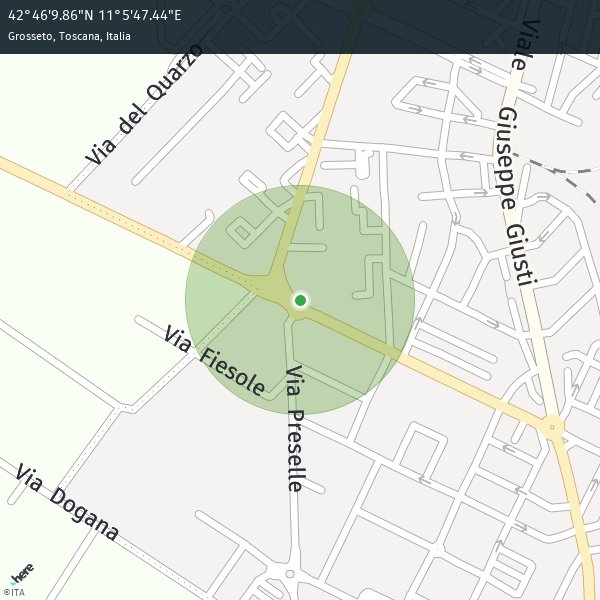 42°46'9.86"N 11°5'47.44"E
Grosseto, Toscana, Italia
Viale Giuseppe Giusti
Via del Quarzo
Via Fiesole
Via Preselle
Via Dogana
here
©ITA